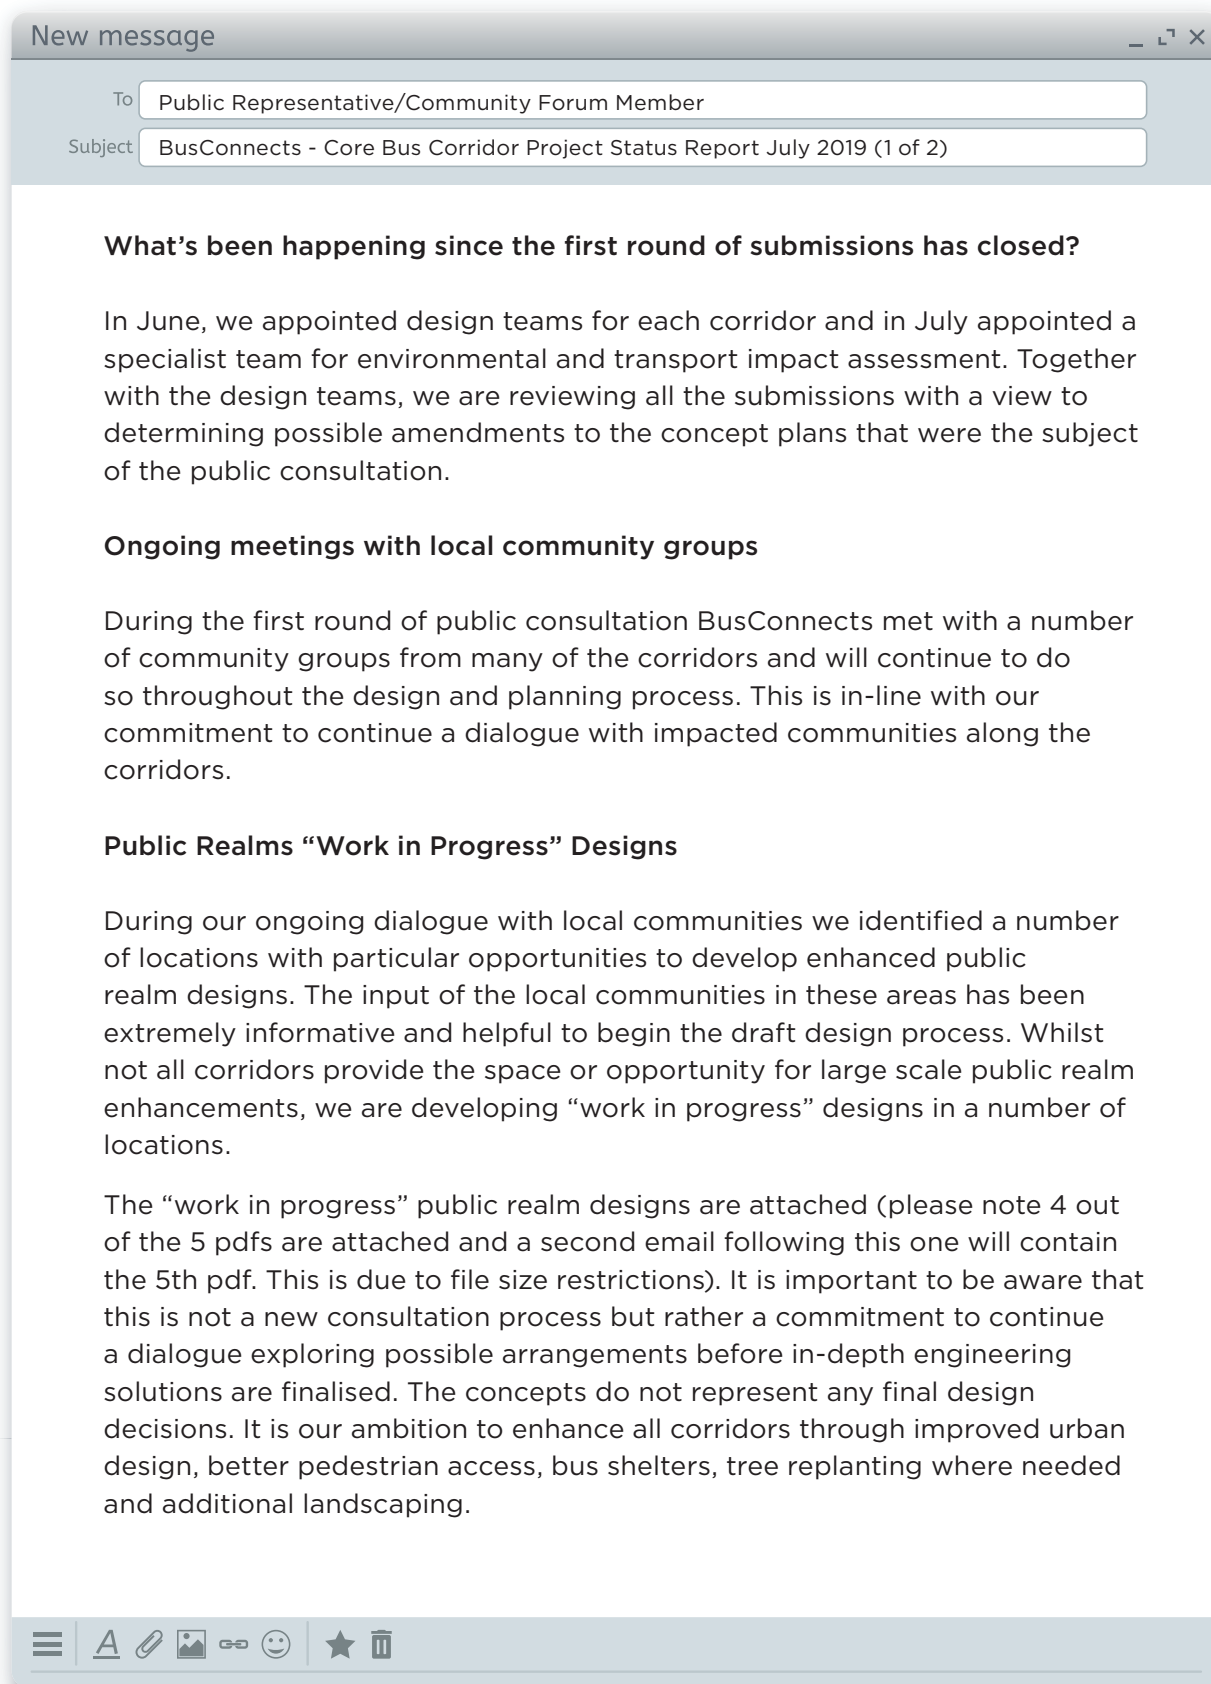 New message
To Public Representative/Community Forum Member
Subject BusConnects - Core Bus Corridor Project Status Report July 2019 (1 of 2)
What’s been happening since the first round of submissions has closed?
In June, we appointed design teams for each corridor and in July appointed a
specialist team for environmental and transport impact assessment. Together
with the design teams, we are reviewing all the submissions with a view to
determining possible amendments to the concept plans that were the subject
of the public consultation.
Ongoing meetings with local community groups
During the first round of public consultation BusConnects met with a number
of community groups from many of the corridors and will continue to do
so throughout the design and planning process. This is in-line with our
commitment to continue a dialogue with impacted communities along the
corridors.
Public Realms “Work in Progress” Designs
During our ongoing dialogue with local communities we identified a number
of locations with particular opportunities to develop enhanced public
realm designs. The input of the local communities in these areas has been
extremely informative and helpful to begin the draft design process. Whilst
not all corridors provide the space or opportunity for large scale public realm
enhancements, we are developing “work in progress” designs in a number of
locations.
The “work in progress” public realm designs are attached (please note 4 out
of the 5 pdfs are attached and a second email following this one will contain
the 5th pdf. This is due to file size restrictions). It is important to be aware that
this is not a new consultation process but rather a commitment to continue
a dialogue exploring possible arrangements before in-depth engineering
solutions are finalised. The concepts do not represent any final design
decisions. It is our ambition to enhance all corridors through improved urban
design, better pedestrian access, bus shelters, tree replanting where needed
and additional landscaping.
A